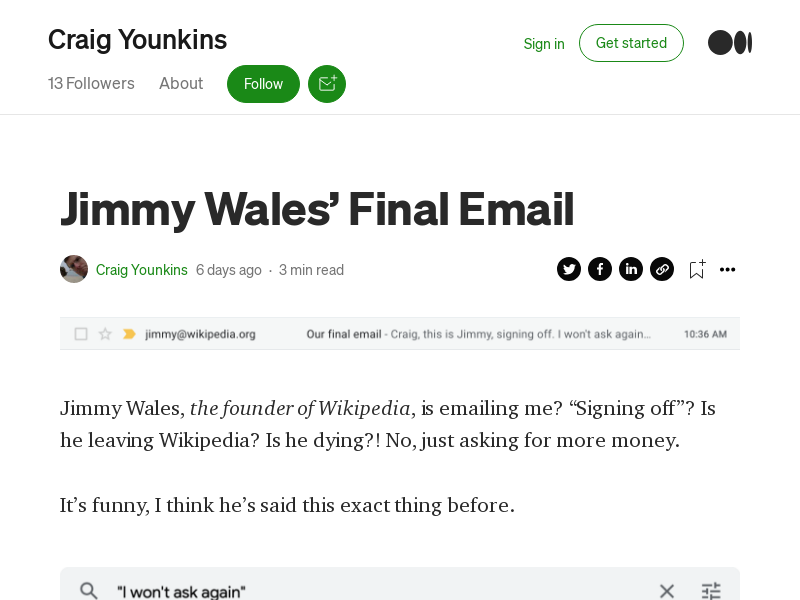 Craig Younkins
Sign in
Get started
13 Followers
About
Follow
Jimmy Wales’ Final Email
Craig Younkins 6 days ago · 3 min read
jimmy@wikipedia.org Our final email - Craig, this is Jimmy, signing off. I won't ask again... 10:36 AM
Jimmy Wales, the founder of Wikipedia, is emailing me? “Signing off”? Is
he leaving Wikipedia? Is he dying?! No, just asking for more money.
It’s funny, I think he’s said this exact thing before.
"I won't ask again"